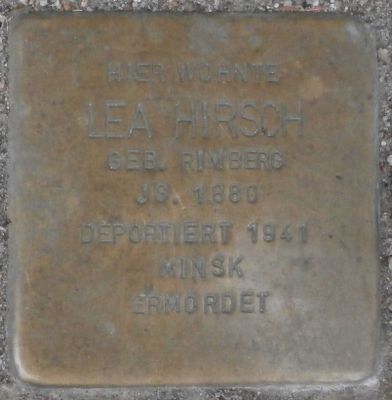 HIER WOHNTE
LEA HIRSCH
GEB. RIMBERG
JG. 1880
DEPORTIERT 1941
MINSK
ERMORDET